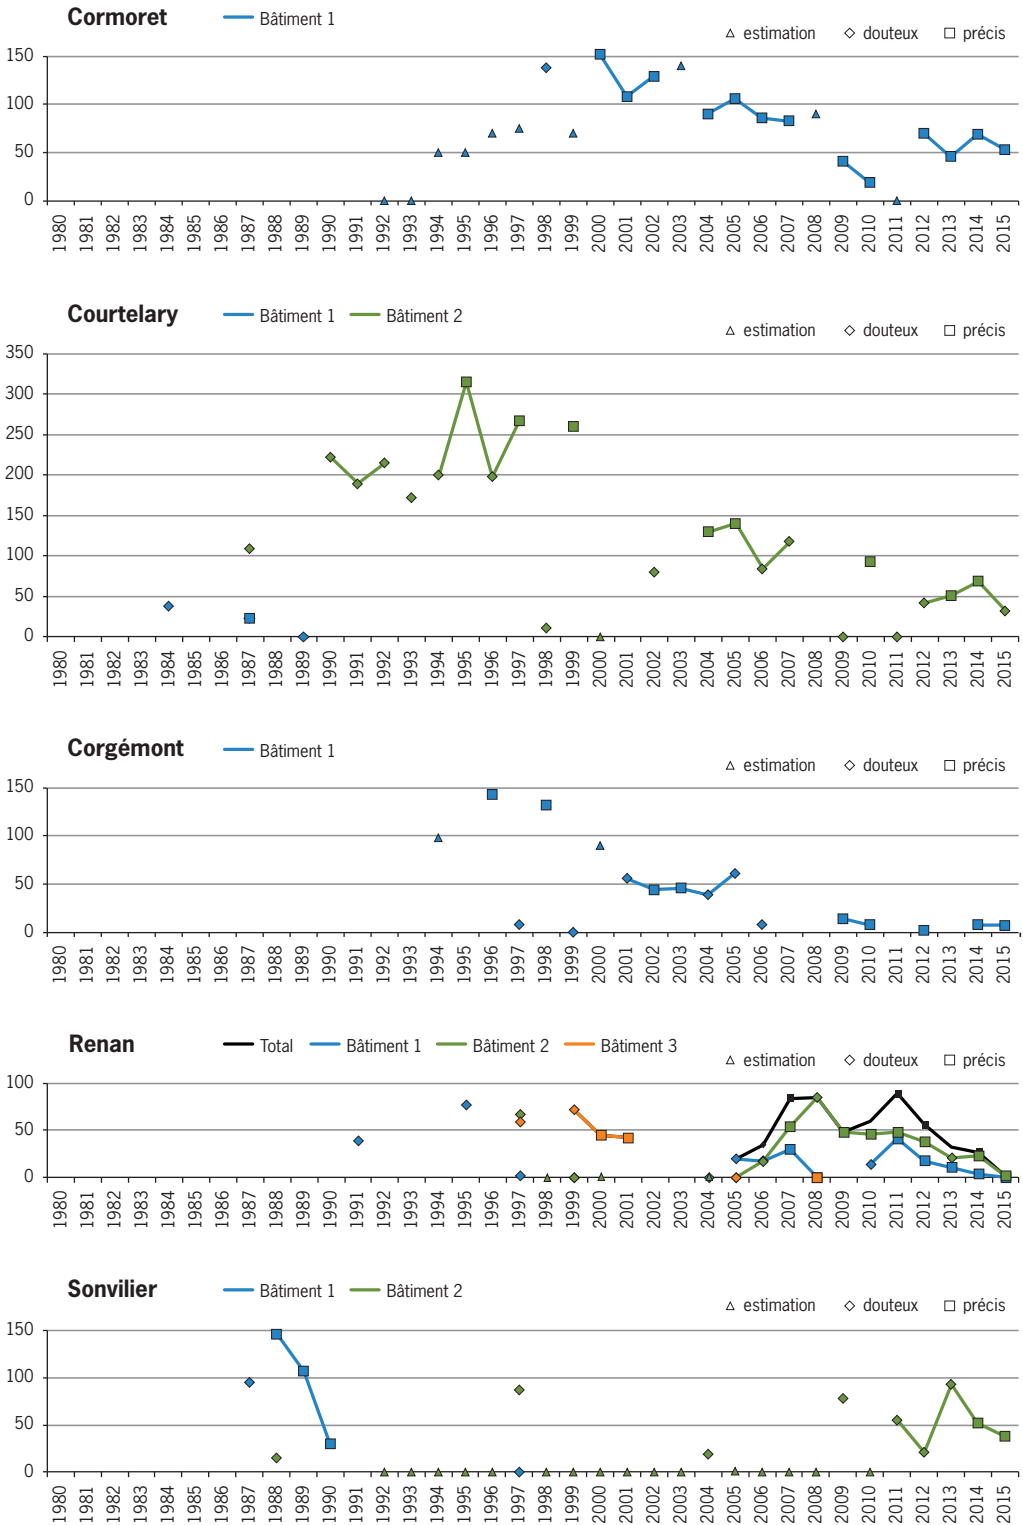 Cormoret
Bâtiment 1
estimation douteux précis
150
100
50
0
1980 1981 1982 1983 1984 1985 1986 1987 1988 1989 1990 1991 1992 1993 1994 1995 1996 1997 1998 1999 2000 2001 2002 2003 2004 2005 2006 2007 2008 2009 2010 2011 2012 2013 2014 2015
Courtelary
Bâtiment 1 Bâtiment 2
estimation douteux précis
350
300
250
200
150
100
50
0
1980 1981 1982 1983 1984 1985 1986 1987 1988 1989 1990 1991 1992 1993 1994 1995 1996 1997 1998 1999 2000 2001 2002 2003 2004 2005 2006 2007 2008 2009 2010 2011 2012 2013 2014 2015
Corgémont
Bâtiment 1
estimation douteux précis
150
100
50
0
1980 1981 1982 1983 1984 1985 1986 1987 1988 1989 1990 1991 1992 1993 1994 1995 1996 1997 1998 1999 2000 2001 2002 2003 2004 2005 2006 2007 2008 2009 2010 2011 2012 2013 2014 2015
Renan
Total Bâtiment 1 Bâtiment 2 Bâtiment 3
estimation douteux précis
100
50
0
1980 1981 1982 1983 1984 1985 1986 1987 1988 1989 1990 1991 1992 1993 1994 1995 1996 1997 1998 1999 2000 2001 2002 2003 2004 2005 2006 2007 2008 2009 2010 2011 2012 2013 2014 2015
Sonvilier
Bâtiment 1 Bâtiment 2
estimation douteux précis
150
100
50
0
1980 1981 1982 1983 1984 1985 1986 1987 1988 1989 1990 1991 1992 1993 1994 1995 1996 1997 1998 1999 2000 2001 2002 2003 2004 2005 2006 2007 2008 2009 2010 2011 2012 2013 2014 2015